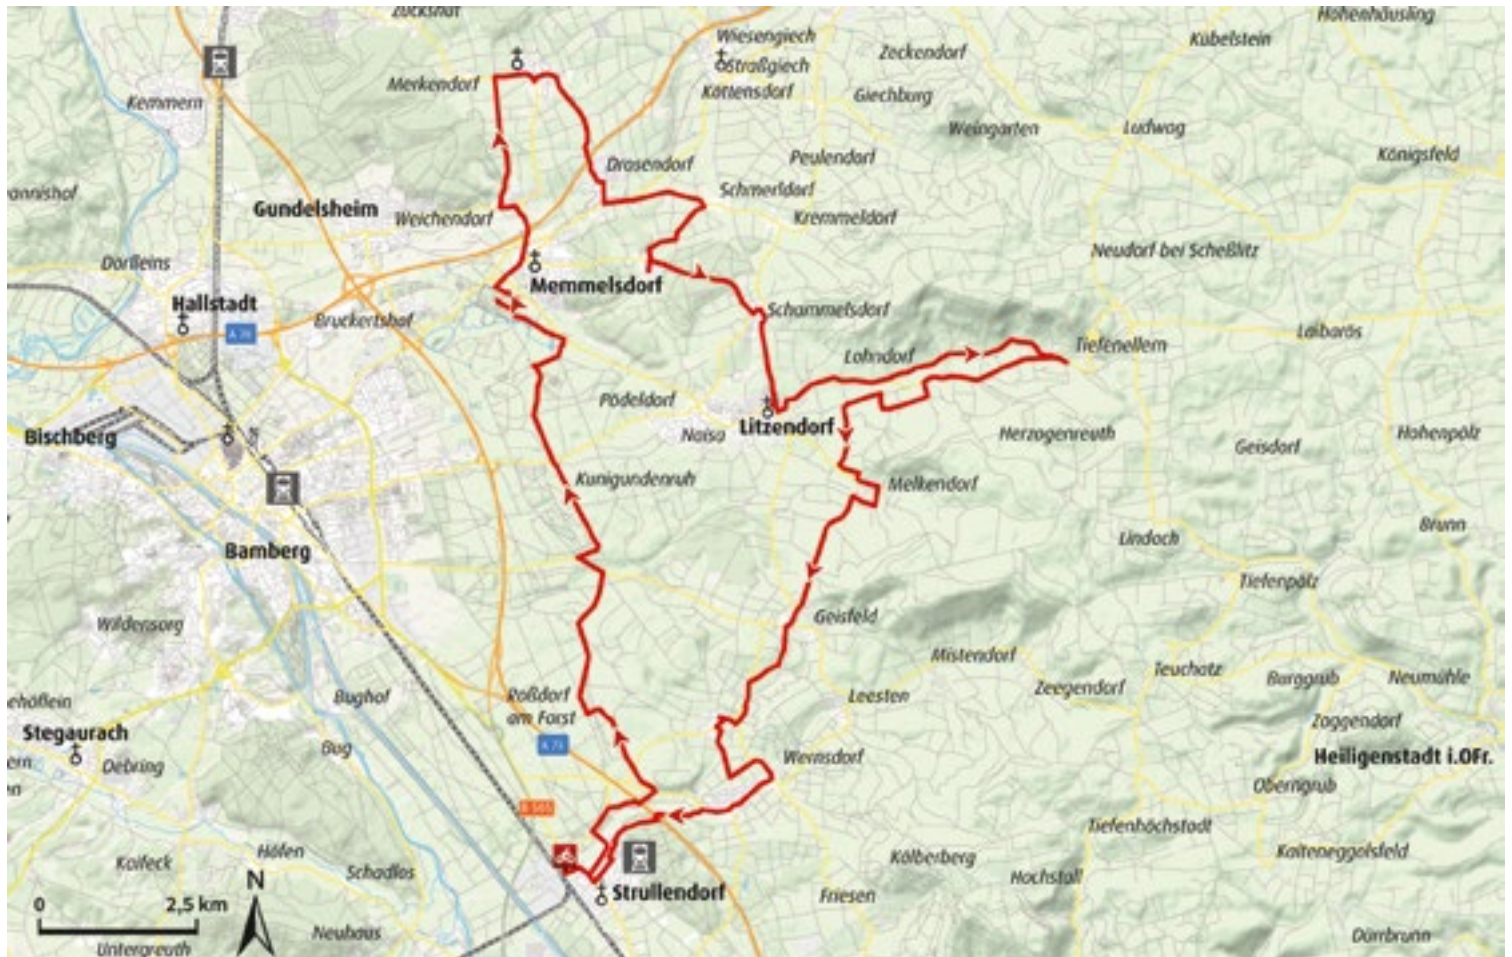 Zückshut
Hohenhäusling
Wiesengiech
Kübelstein
Zeckendorf
Straßgiech
Merkendorf
Köttensdorf
Giechburg
Kemmern
Weingarten
Ludwag
Königsfeld
Drosendorf
Peulendorf
Schmerldorf
Gundelsheim
Weichendorf
Kremmeldorf
Neudorf bei Scheßlitz
Dörfleins
Memmelsdorf
Hallstadt
Schammelsdorf
Bruckertshof
A 70
Laibarös
Tiefenellern
Lohndorf
Pödeldorf
Naisa
Litzendorf
Herzogenreuth
Hohenpölz
Bischberg
Geisdorf
Kunigundenruh
Melkendorf
Brunn
Lindach
Bamberg
Tiefenpölz
Geisfeld
Wildensorg
Mistendorf
Teuchatz
Burggrub
Neumühle
Zeegendorf
Bughof
Roßdorf
am Forst
Leesten
Zoggendorf
Stegaurach
A 73
Bug
Debring
Wernsdorf
Heiligenstadt i.OFr.
Oberngrub
B 505
Tiefenhöchstadt
Kälberberg
Kalteneggolsfeld
Höfen
Schadlos
Hochstall
N
Strullendorf
Friesen
0 2,5 km
Neuhaus
Untergreuth
Dürrbrunn